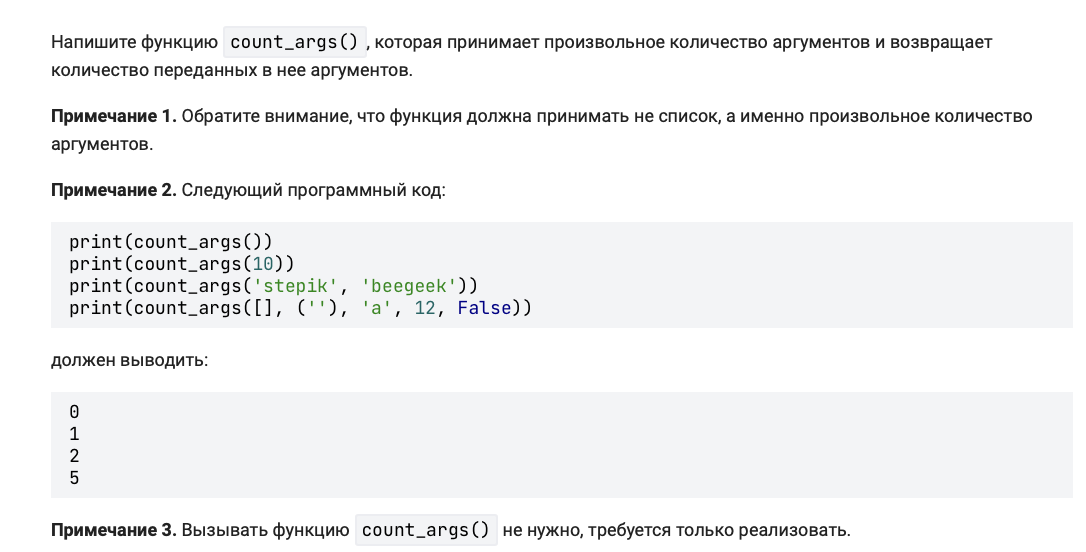 Напишите функцию count_args(), которая принимает произвольное количество аргументов и возвращает
количество переданных в нее аргументов.
Примечание 1. Обратите внимание, что функция должна принимать не список, а именно произвольное количество
аргументов.
Примечание 2. Следующий программный код:
print(count_args())
print(count_args(10))
print(count_args('stepik', 'beegeek'))
print(count_args([], (''), 'a', 12, False))
должен выводить:
0
1
2
5
Примечание 3. Вызывать функцию count_args() не нужно, требуется только реализовать.